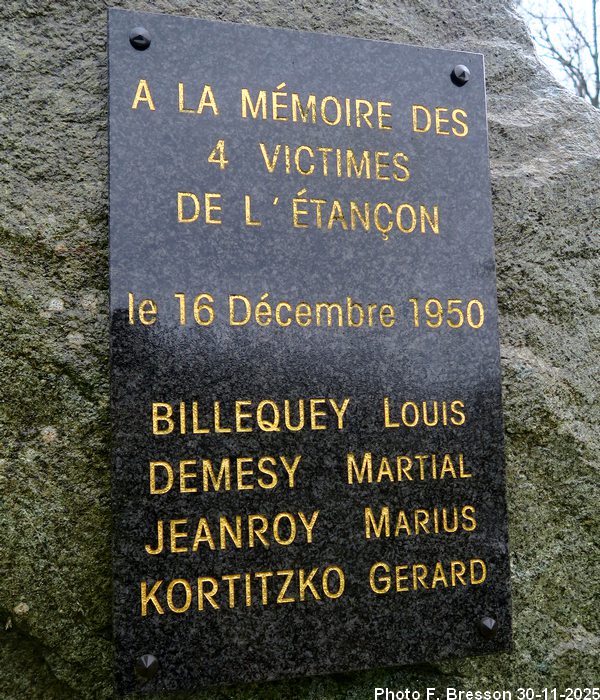 A LA MÉMOIRE DES
4 VICTIMES
DE L'ÉTANÇON
le 16 Décembre 1950
BILLEQUEY LOUIS
DEMESY MARTIAL
JEANROY MARIUS
KORTITZKO GERARD
Photo F. Bresson 30-11-2025